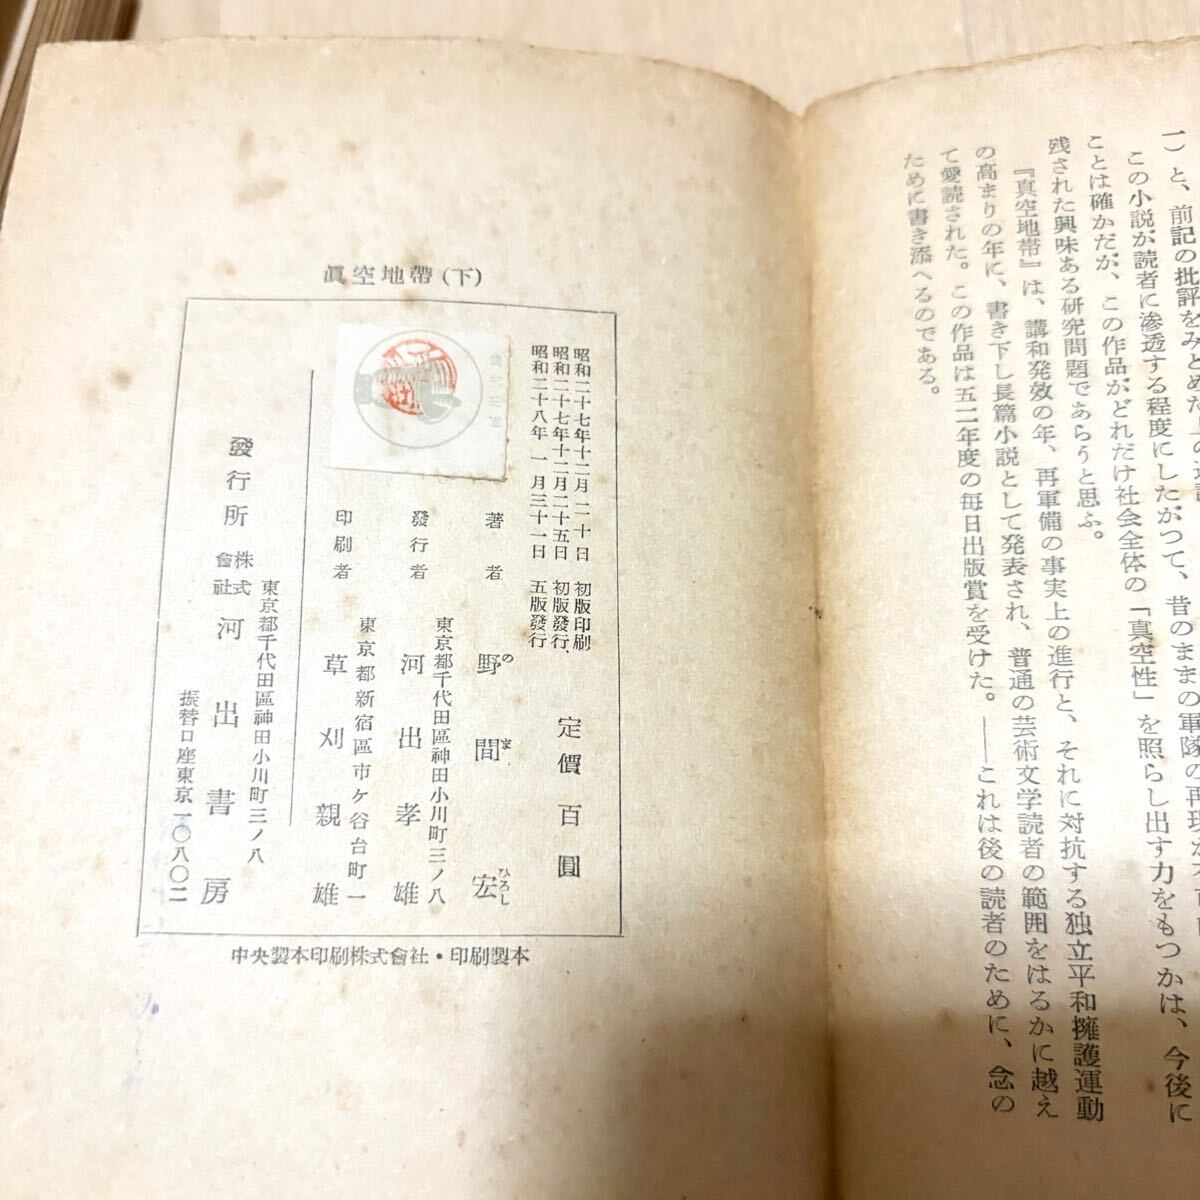 一）と、前記の批評をみとめた上の
この小説が読者に滲透する程度にしたがつて、昔のままの軍隊の再現が不可
ことは確かだが、この作品がどれだけ社会全体の「真空性」を照らし出す力をもつかは、今後に
残された興味ある研究問題であらうと思ふ。
『真空地帯』は、講和発效の年、再軍備の事実上の進行と、それに対抗する独立平和擁護運動
の高まりの年に、書き下し長篇小説として発表され、普通の芸術文学読者の範囲をはるかに越え
て愛読された。この作品は五二年度の毎日出版賞を受けた。――これは後の読者のために、念の
ために書き添へるのである。
眞空地帶（下）
昭和二十七年十二月二十日 初版印刷
昭和二十七年十二月二十五日 初版發行、
昭和二十八年一月三十一日 五版發行
定價百圓
著者 野間宏
の ま ひろし
東京都千代田區神田小川町三ノ八
發行者 河出孝雄
東京都新宿區市ケ谷台町一
印刷者 草刈親雄
東京都千代田區神田小川町三ノ八
發行所 株式會社 河出書房
振替口座東京一〇八〇二
中央製本印刷株式會社・印刷製本